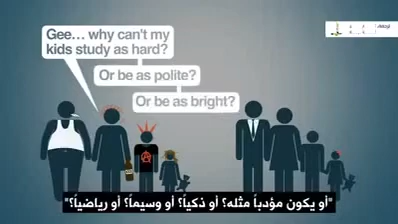 Gee... why can't my
kids study as hard?
Or be as polite?
Or be as bright?
"أو يكون مؤدباً مثله؟ أو ذكياً؟ أو وسيماً؟ أو رياضياً؟"